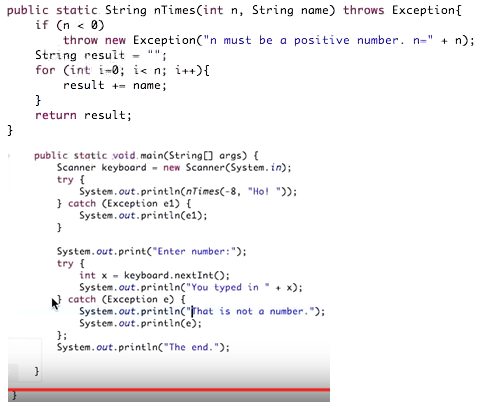 public static String nTimes(int n, String name) throws Exception{
if (n < 0)
throw new Exception("n must be a positive number. n=" + n);
String result = "";
for (int i=0; i< n; i++){
result += name;
}
return result;
}
public static void main(String[] args) {
Scanner keyboard = new Scanner(System.in);
try {
System.out.println(nTimes(-8, "Ho! "));
} catch (Exception e1) {
System.out.println(e1);
}
System.out.print("Enter number:");
try {
int x = keyboard.nextInt();
System.out.println("You typed in " + x);
} catch (Exception e) {
System.out.println("That is not a number.");
System.out.println(e);
};
System.out.println("The end.");
}
}